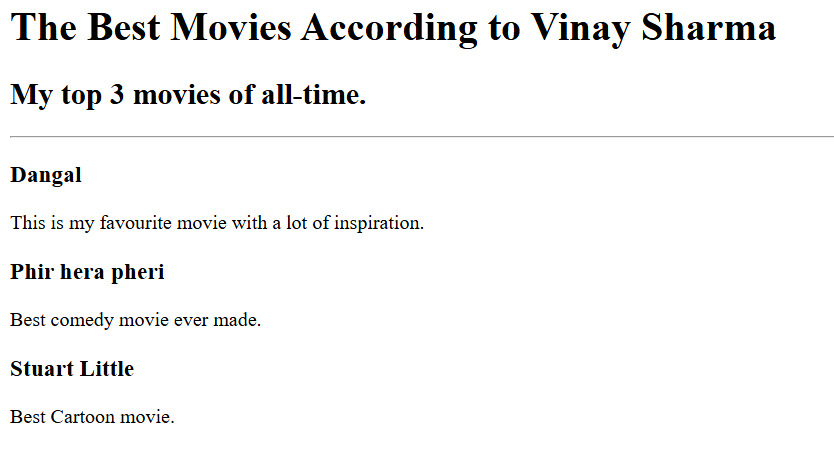 The Best Movies According to Vinay Sharma
My top 3 movies of all-time.
Dangal
This is my favourite movie with a lot of inspiration.
Phir hera pheri
Best comedy movie ever made.
Stuart Little
Best Cartoon movie.